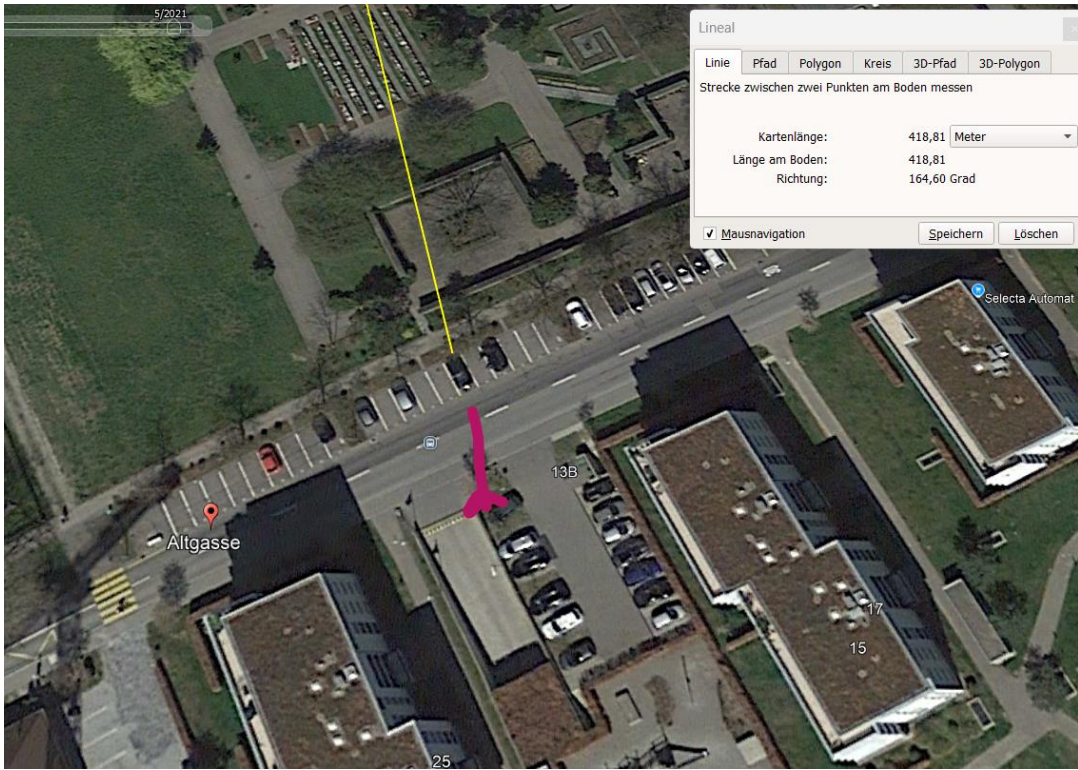 5/2021
Lineal
Linie Pfad Polygon Kreis 3D-Pfad 3D-Polygon
Strecke zwischen zwei Punkten am Boden messen
Kartenlänge: 418,81 Meter
Länge am Boden: 418,81
Richtung: 164,60 Grad
Mausnavigation Speichern Löschen
Selecta Automat
13B
Altgasse
17
15
25